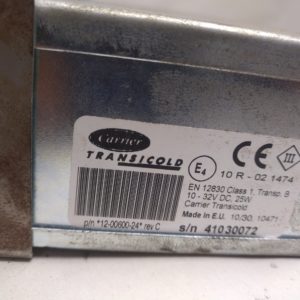 Carrier
TRANSICOLD
E4
CE
III
10 R - 02 1474
EN 12830 Class 1, Transp. 9
10 - 32V DC, 25W
Carrier Transicold
Made in E.U. 10/30, 10471
p/n *12-00600-24* rev C
s/n 41030072